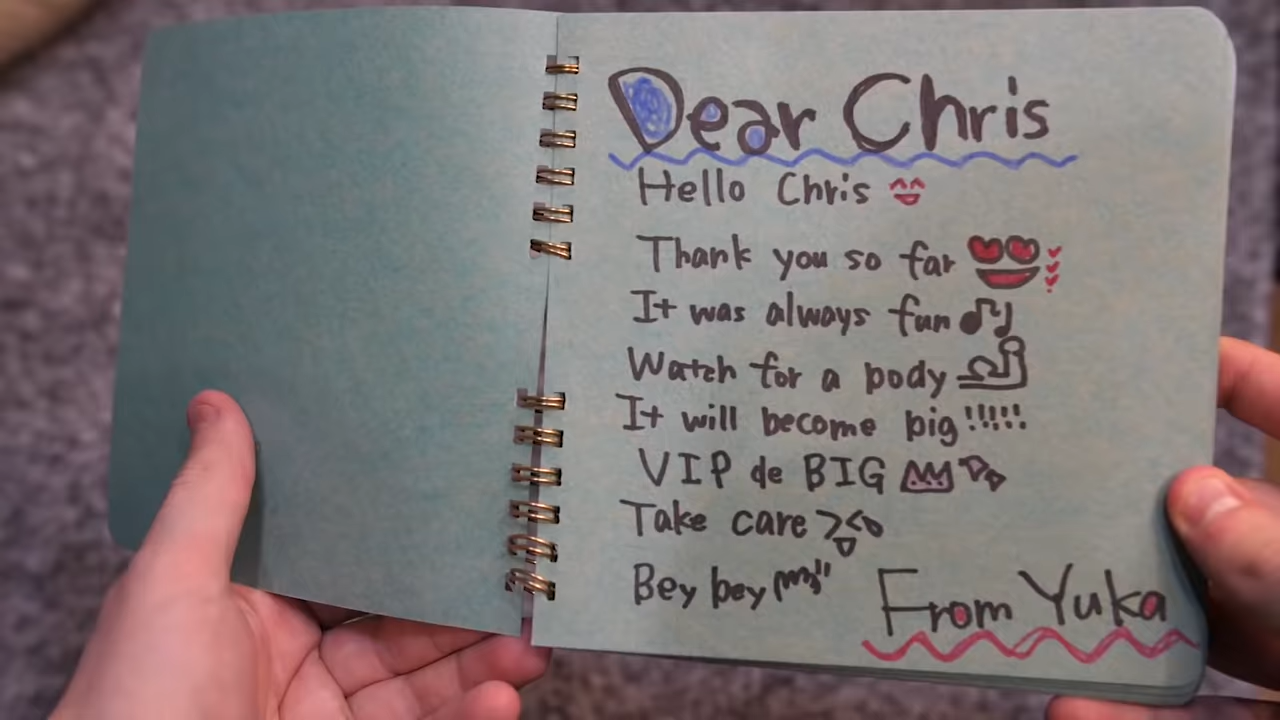 Dear Chris
Hello Chris
Thank you so far
It was always fun
Watch for a body
It will become big!!!!!
VIP de BIG
Take care
Bey bey
From Yuka